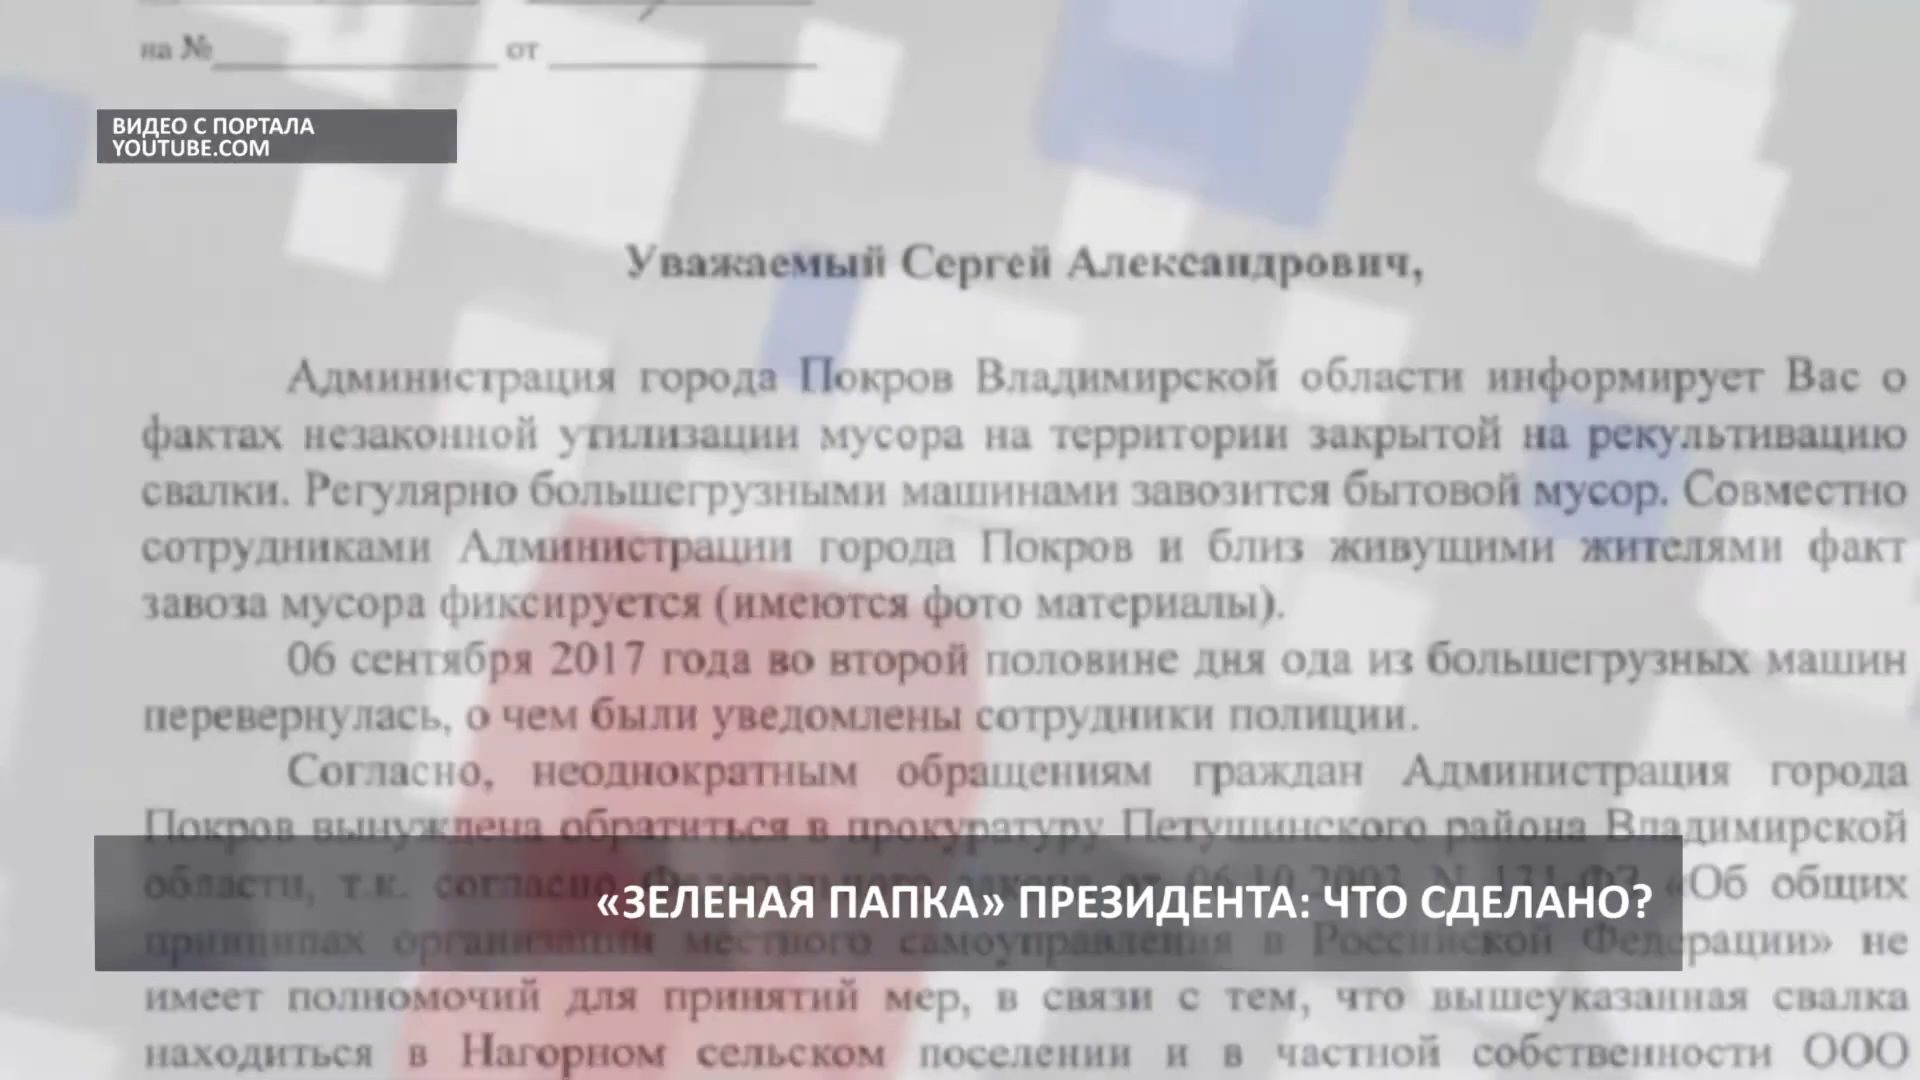 на № от
ВИДЕО С ПОРТАЛА
YOUTUBE.COM
Уважаемый Сергей Александрович,
Администрация города Покров Владимирской области информирует Вас о
фактах незаконной утилизации мусора на территории закрытой на рекультивацию
свалки. Регулярно большегрузными машинами завозится бытовой мусор. Совместно
сотрудниками Администрации города Покров и близ живущими жителями факт
завоза мусора фиксируется (имеются фото материалы).
06 сентября 2017 года во второй половине дня ода из большегрузных машин
перевернулась, о чем были уведомлены сотрудники полиции.
Согласно, неоднократным обращениям граждан Администрация города
Покров вынуждена обратиться в прокуратуру Петушинского района Владимирской
области, т.к. согласно Федерального закона от 06.10.2003 N 131-ФЗ «Об общих
«ЗЕЛЕНАЯ ПАПКА» ПРЕЗИДЕНТА: ЧТО СДЕЛАНО?
принципах организации местного самоуправления в Российской Федерации» не
имеет полномочий для принятий мер, в связи с тем, что вышеуказанная свалка
находиться в Нагорном сельском поселении и в частной собственности ООО